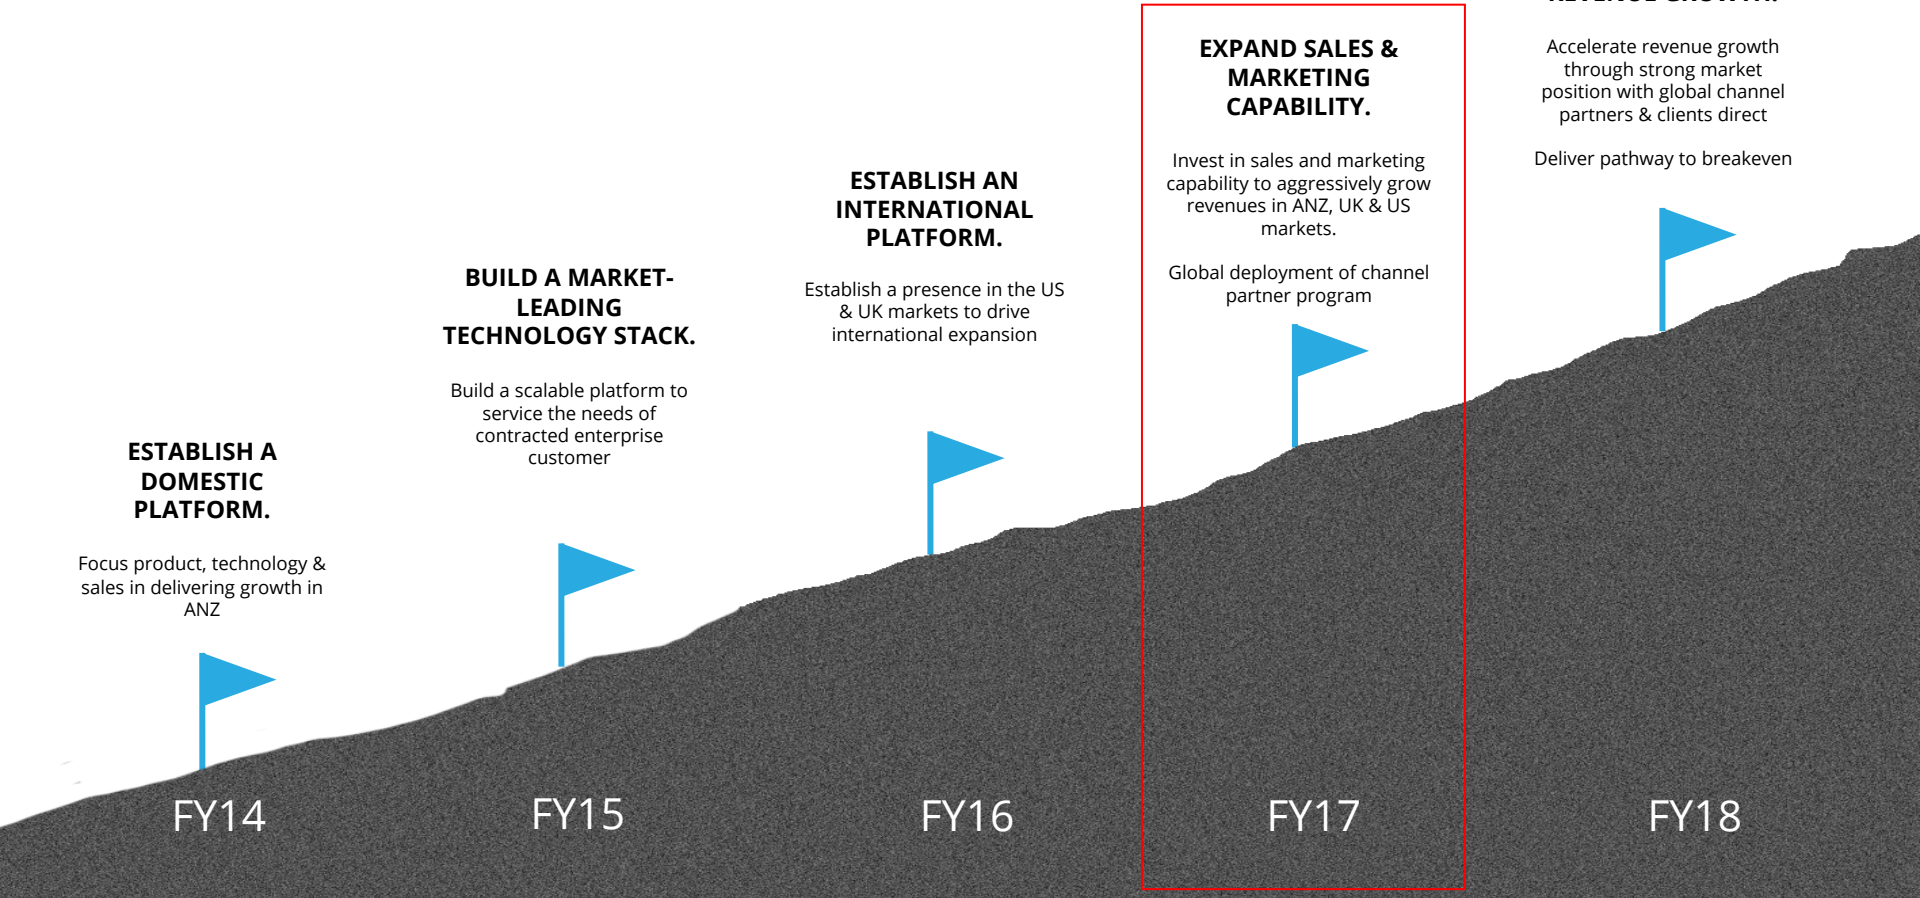 ESTABLISH A
DOMESTIC
PLATFORM.
Focus product, technology &
sales in delivering growth in
ANZ
BUILD A MARKET-
LEADING
TECHNOLOGY STACK.
Build a scalable platform to
service the needs of
contracted enterprise
customer
ESTABLISH AN
INTERNATIONAL
PLATFORM.
Establish a presence in the US
& UK markets to drive
international expansion
EXPAND SALES &
MARKETING
CAPABILITY.
Invest in sales and marketing
capability to aggressively grow
revenues in ANZ, UK & US
markets.
Global deployment of channel
partner program
Accelerate revenue growth
through strong market
position with global channel
partners & clients direct
Deliver pathway to breakeven
FY14
FY15
FY16
FY17
FY18